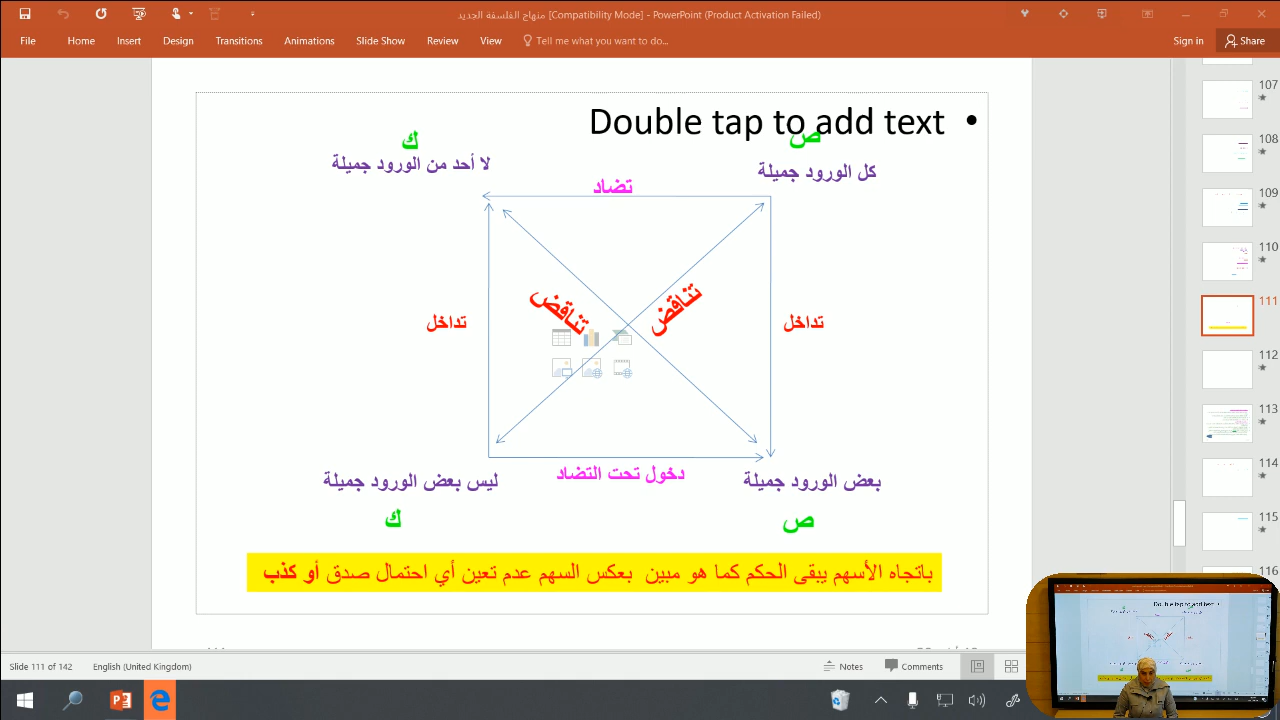 منهاج الفلسفة الجديد [Compatibility Mode] - PowerPoint (Product Activation Failed)
File Home Insert Design Transitions Animations Slide Show Review View Tell me what you want to do... Sign in Share
• Double tap to add text
ص
ك
كل الورود جميلة
لا أحد من الورود جميلة
تضاد
تناقض
تناقض
تداخل
تداخل
بعض الورود جميلة
دخول تحت التضاد
ليس بعض الورود جميلة
ص
ك
باتجاه الأسهم يبقى الحكم كما هو مبين بعكس السهم عدم تعين أي احتمال صدق أو كذب
107
108
109
110
111
112
113
114
115
116
Slide 111 of 142 English (United Kingdom) Notes Comments